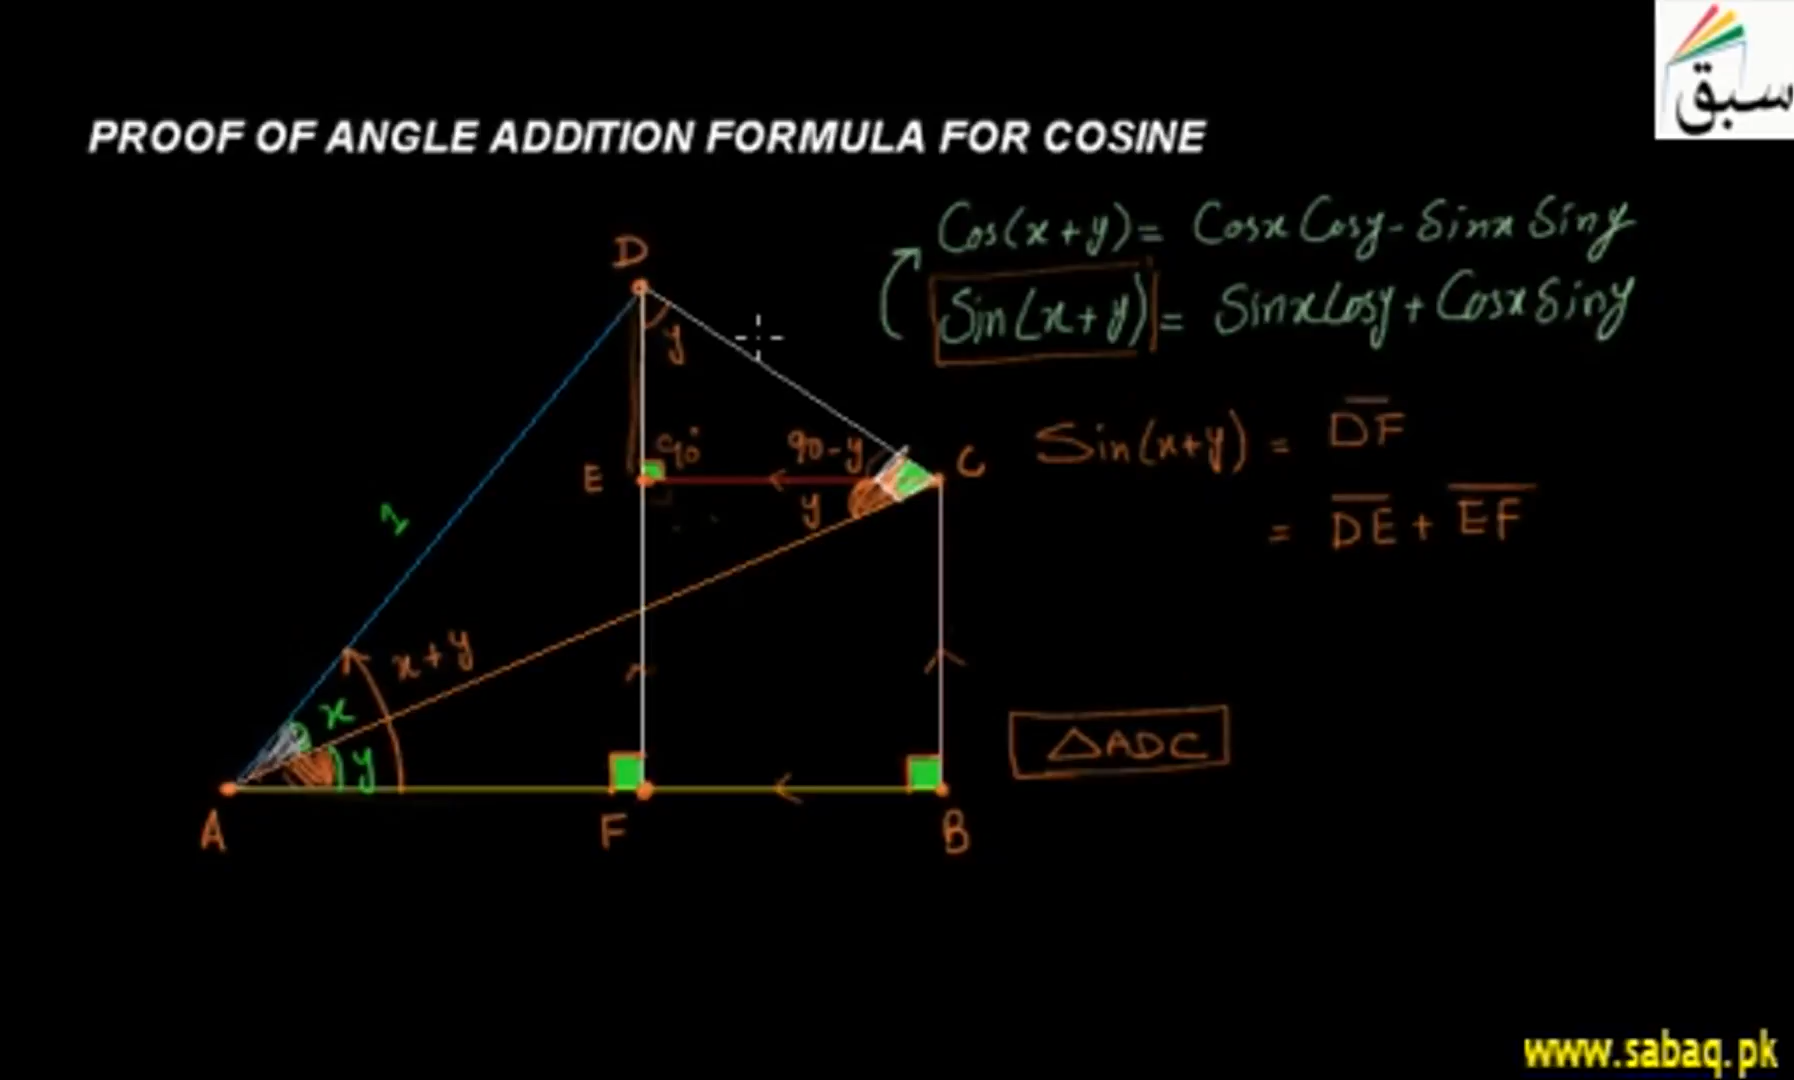 سبق
PROOF OF ANGLE ADDITION FORMULA FOR COSINE
Cos(x+y) = Cosx Cosy - Sinx Siny
Sin(x+y) = Sinx Cosy + Cosx Siny
D
y
90°
90-y
E
C
y
Sin(x+y) = DF
= DE + EF
1
x+y
x
y
△ADC
A
F
B
www.sabaq.pk